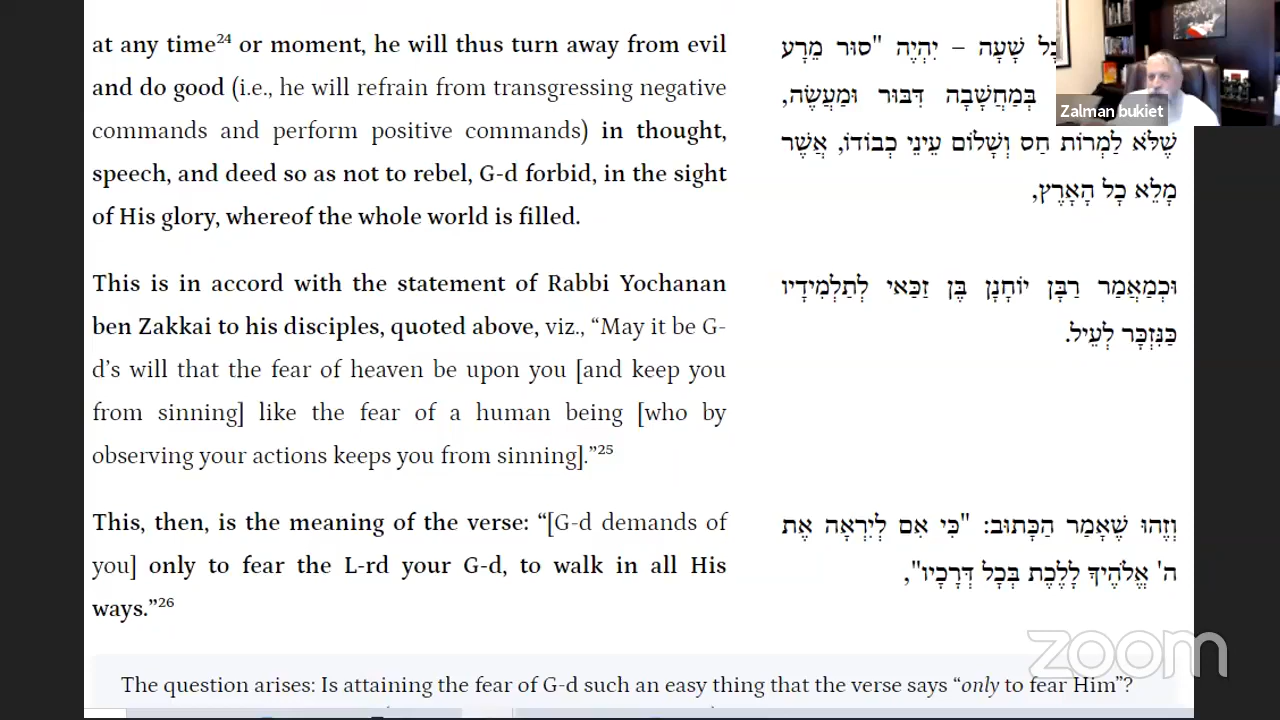 at any time²⁴ or moment, he will thus turn away from evil
and do good (i.e., he will refrain from transgressing negative
commands and perform positive commands) in thought,
speech, and deed so as not to rebel, G-d forbid, in the sight
of His glory, whereof the whole world is filled.
This is in accord with the statement of Rabbi Yochanan
ben Zakkai to his disciples, quoted above, viz., “May it be G-
d’s will that the fear of heaven be upon you [and keep you
from sinning] like the fear of a human being [who by
observing your actions keeps you from sinning].”²⁵
This, then, is the meaning of the verse: “[G-d demands of
you] only to fear the L-rd your G-d, to walk in all His
ways.”²⁶
The question arises: Is attaining the fear of G-d such an easy thing that the verse says “only to fear Him”?
שָׁעָה – יִהְיֶה "סוּר מֵרָע
בְּמַחֲשָׁבָה דִּבּוּר וּמַעֲשֶׂה,
שֶׁלֹּא לַמְרוֹת חַס וְשָׁלוֹם עֵינֵי כְבוֹדוֹ, אֲשֶׁר
מָלֵא כָל הָאָרֶץ,
וּכְמַאֲמַר רַבָּן יוֹחָנָן בֶּן זַכַּאי לְתַלְמִידָיו
כַּנִּזְכָּר לְעֵיל.
וְזֶהוּ שֶׁאָמַר הַכָּתוּב: "כִּי אִם לְיִרְאָה אֶת
ה' אֱלֹהֶיךָ לָלֶכֶת בְּכָל דְּרָכָיו",
Zalman bukiet
zoom